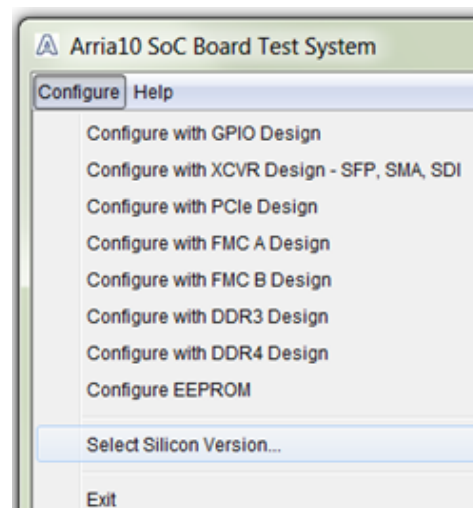 Arria10 SoC Board Test System
Configure Help
Configure with GPIO Design
Configure with XCVR Design - SFP, SMA, SDI
Configure with PCIe Design
Configure with FMC A Design
Configure with FMC B Design
Configure with DDR3 Design
Configure with DDR4 Design
Configure EEPROM
Select Silicon Version...
Exit